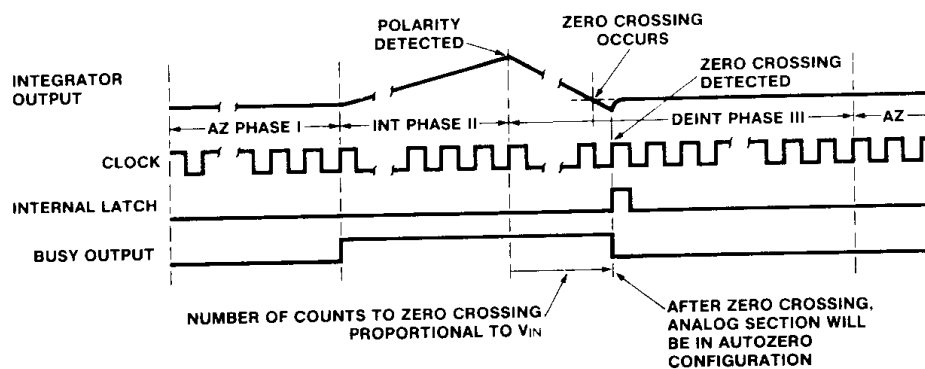 POLARITY
DETECTED
ZERO CROSSING
OCCURS
ZERO CROSSING
DETECTED
INTEGRATOR
OUTPUT
AZ PHASE I
INT PHASE II
DEINT PHASE III
AZ
CLOCK
INTERNAL LATCH
BUSY OUTPUT
NUMBER OF COUNTS TO ZERO CROSSING
PROPORTIONAL TO VIN
AFTER ZERO CROSSING,
ANALOG SECTION WILL
BE IN AUTOZERO
CONFIGURATION